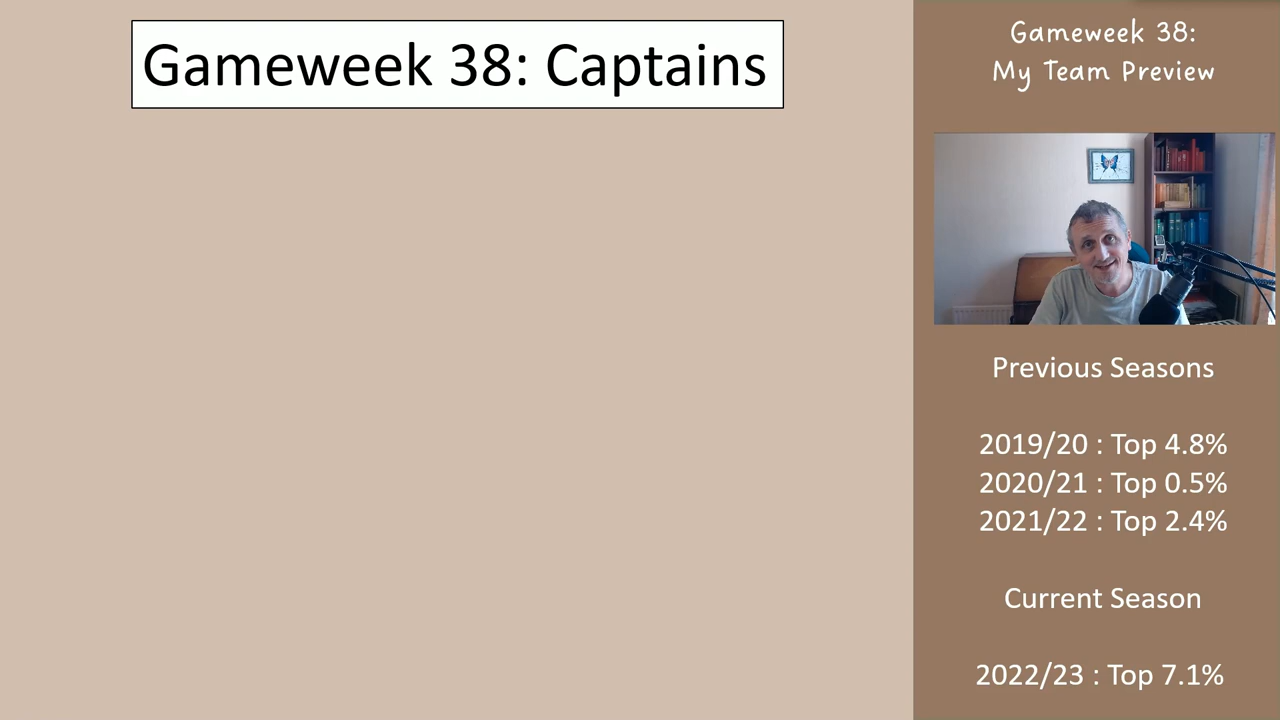 Gameweek 38: Captains
Gameweek 38:
My Team Preview
Previous Seasons
2019/20 : Top 4.8%
2020/21 : Top 0.5%
2021/22 : Top 2.4%
Current Season
2022/23 : Top 7.1%